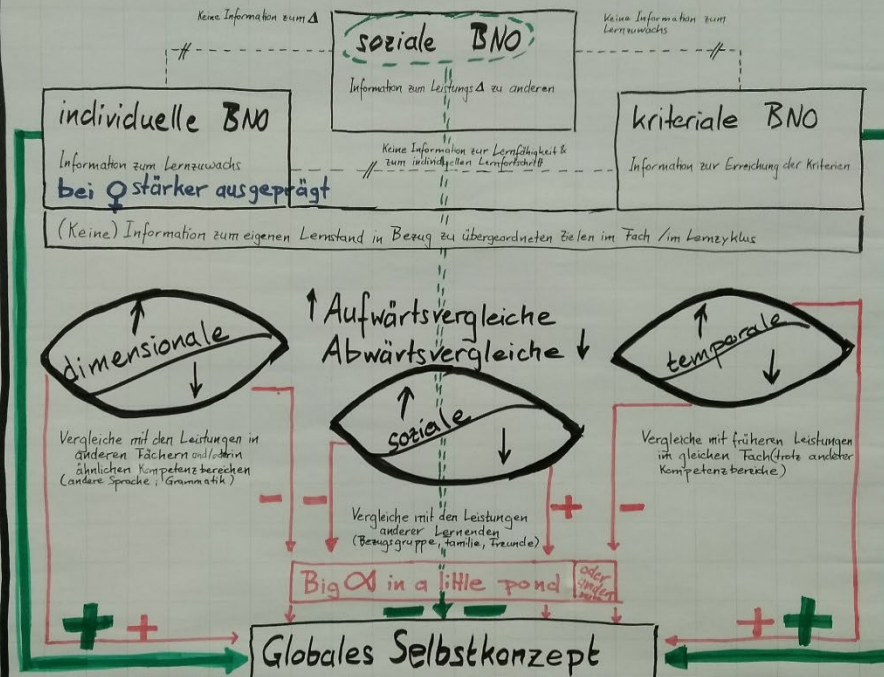 Keine Information zum Δ
soziale BNO
Keine Information zum
Lernzuwachs
Information zum Leistungs Δ zu anderen
individuelle BNO
Information zum Lernzuwachs
bei ♀ stärker ausgeprägt
Keine Information zur Lernfähigkeit &
zum individuellen Lernfortschritt
kriteriale BNO
Information zur Erreichung der Kriterien
(Keine) Information zum eigenen Lernstand in Bezug zu übergeordneten Zielen im Fach / im Lernzyklus
↑ Aufwärtsvergleiche
Abwärtsvergleiche ↓
↑
dimensionale
↓
↑
soziale
↓
↑
temporale
↓
Vergleiche mit den Leistungen in
anderen Fächern und/oder in
ähnlichen Kompetenzbereichen
(andere Sprache; Grammatik)
Vergleiche mit den Leistungen
anderer Lernenden
(Bezugsgruppe, Familie, Freunde)
Vergleiche mit früheren Leistungen
im gleichen Fach (trotz anderer
Kompetenzbereiche)
− − + −
Big in a little pond
oder
+ + − − + +
Globales Selbstkonzept